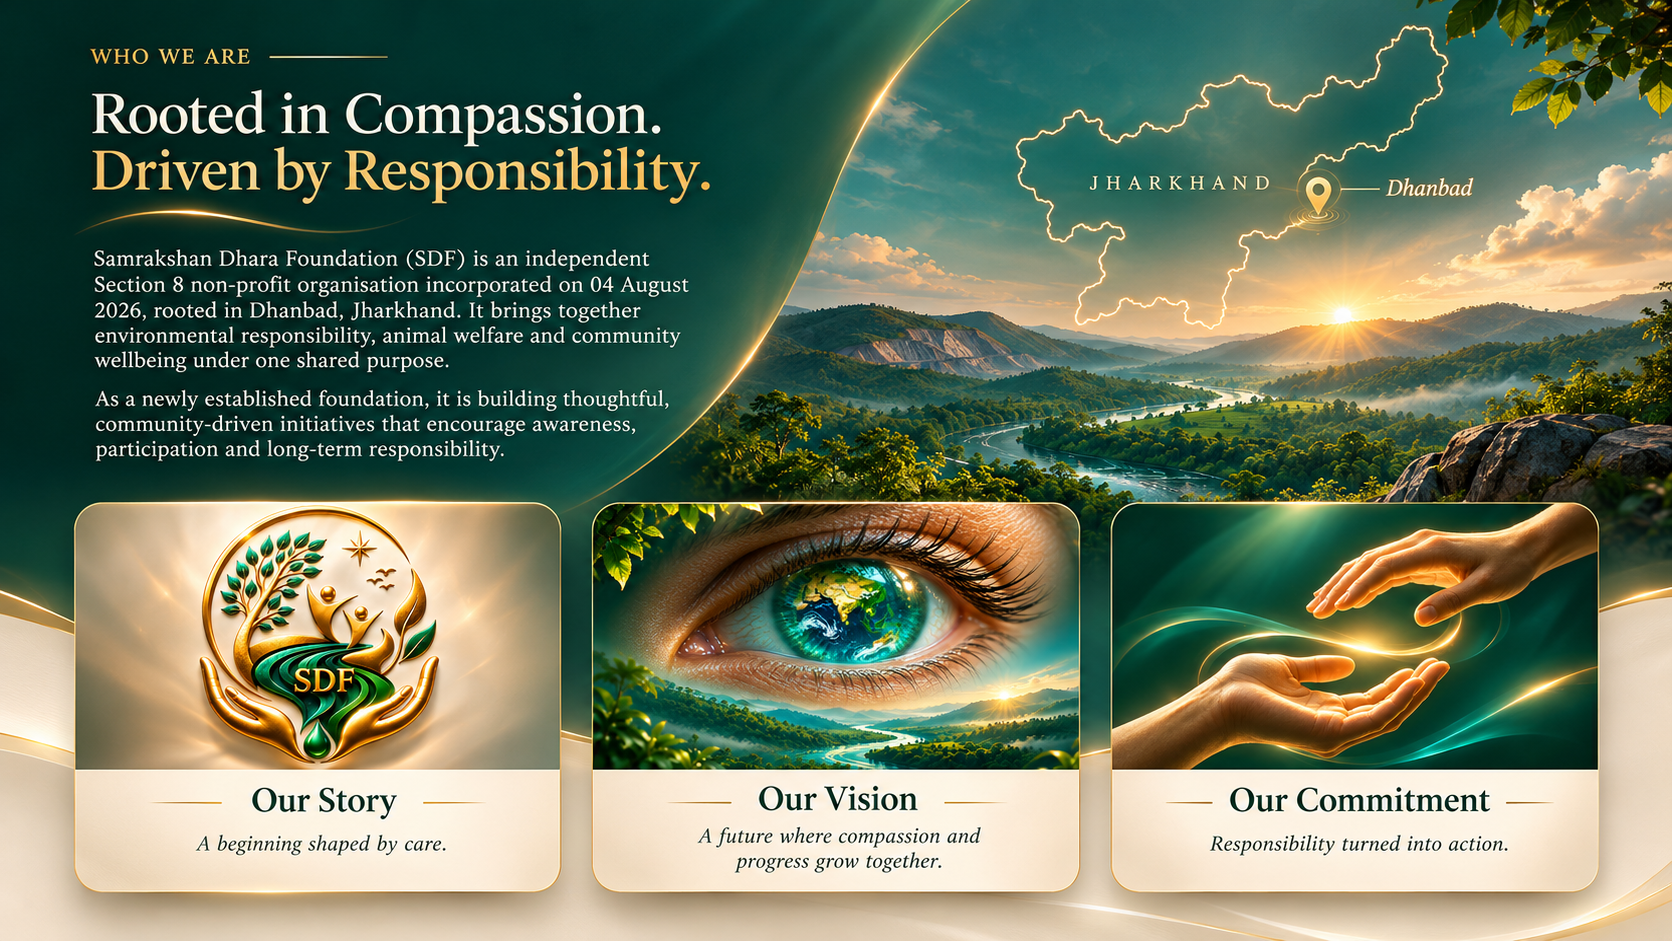 WHO WE ARE
Rooted in Compassion.
Driven by Responsibility.
Samrakshan Dhara Foundation (SDF) is an independent
Section 8 non-profit organisation incorporated on 04 August
2026, rooted in Dhanbad, Jharkhand. It brings together
environmental responsibility, animal welfare and community
wellbeing under one shared purpose.
As a newly established foundation, it is building thoughtful,
community-driven initiatives that encourage awareness,
participation and long-term responsibility.
JHARKHAND
Dhanbad
SDF
Our Story
A beginning shaped by care.
Our Vision
A future where compassion and
progress grow together.
Our Commitment
Responsibility turned into action.